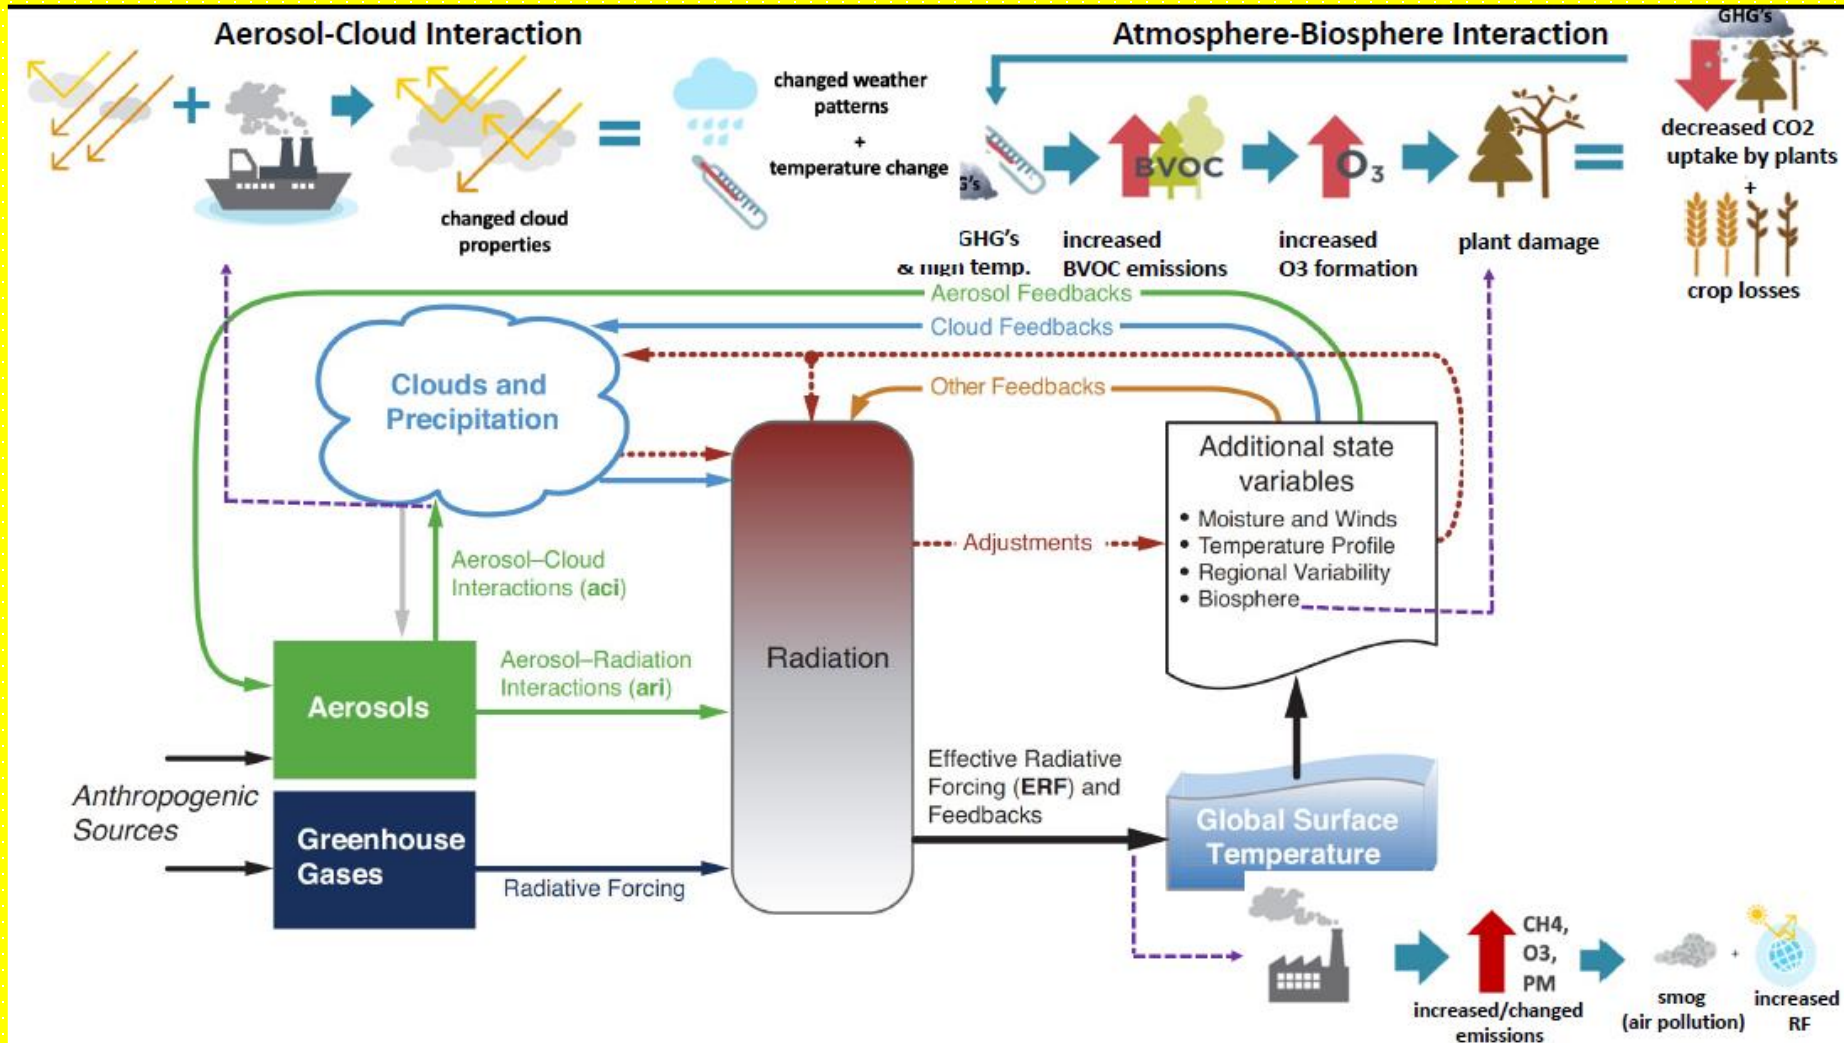 Aerosol-Cloud Interaction
changed cloud
properties
changed weather
patterns
+
temperature change
Atmosphere-Biosphere Interaction
GHG's
& high temp.
BVOC
increased
BVOC emissions
O3
increased
O3 formation
plant damage
GHG's
decreased CO2
uptake by plants
+
crop losses
Aerosol Feedbacks
Cloud Feedbacks
Other Feedbacks
Clouds and
Precipitation
Additional state
variables
• Moisture and Winds
• Temperature Profile
• Regional Variability
• Biosphere
Adjustments
Aerosol–Cloud
Interactions (aci)
Radiation
Aerosol–Radiation
Interactions (ari)
Aerosols
Anthropogenic
Sources
Greenhouse
Gases
Radiative Forcing
Effective Radiative
Forcing (ERF) and
Feedbacks
Global Surface
Temperature
CH4,
O3,
PM
increased/changed
emissions
smog
(air pollution)
+
increased
RF